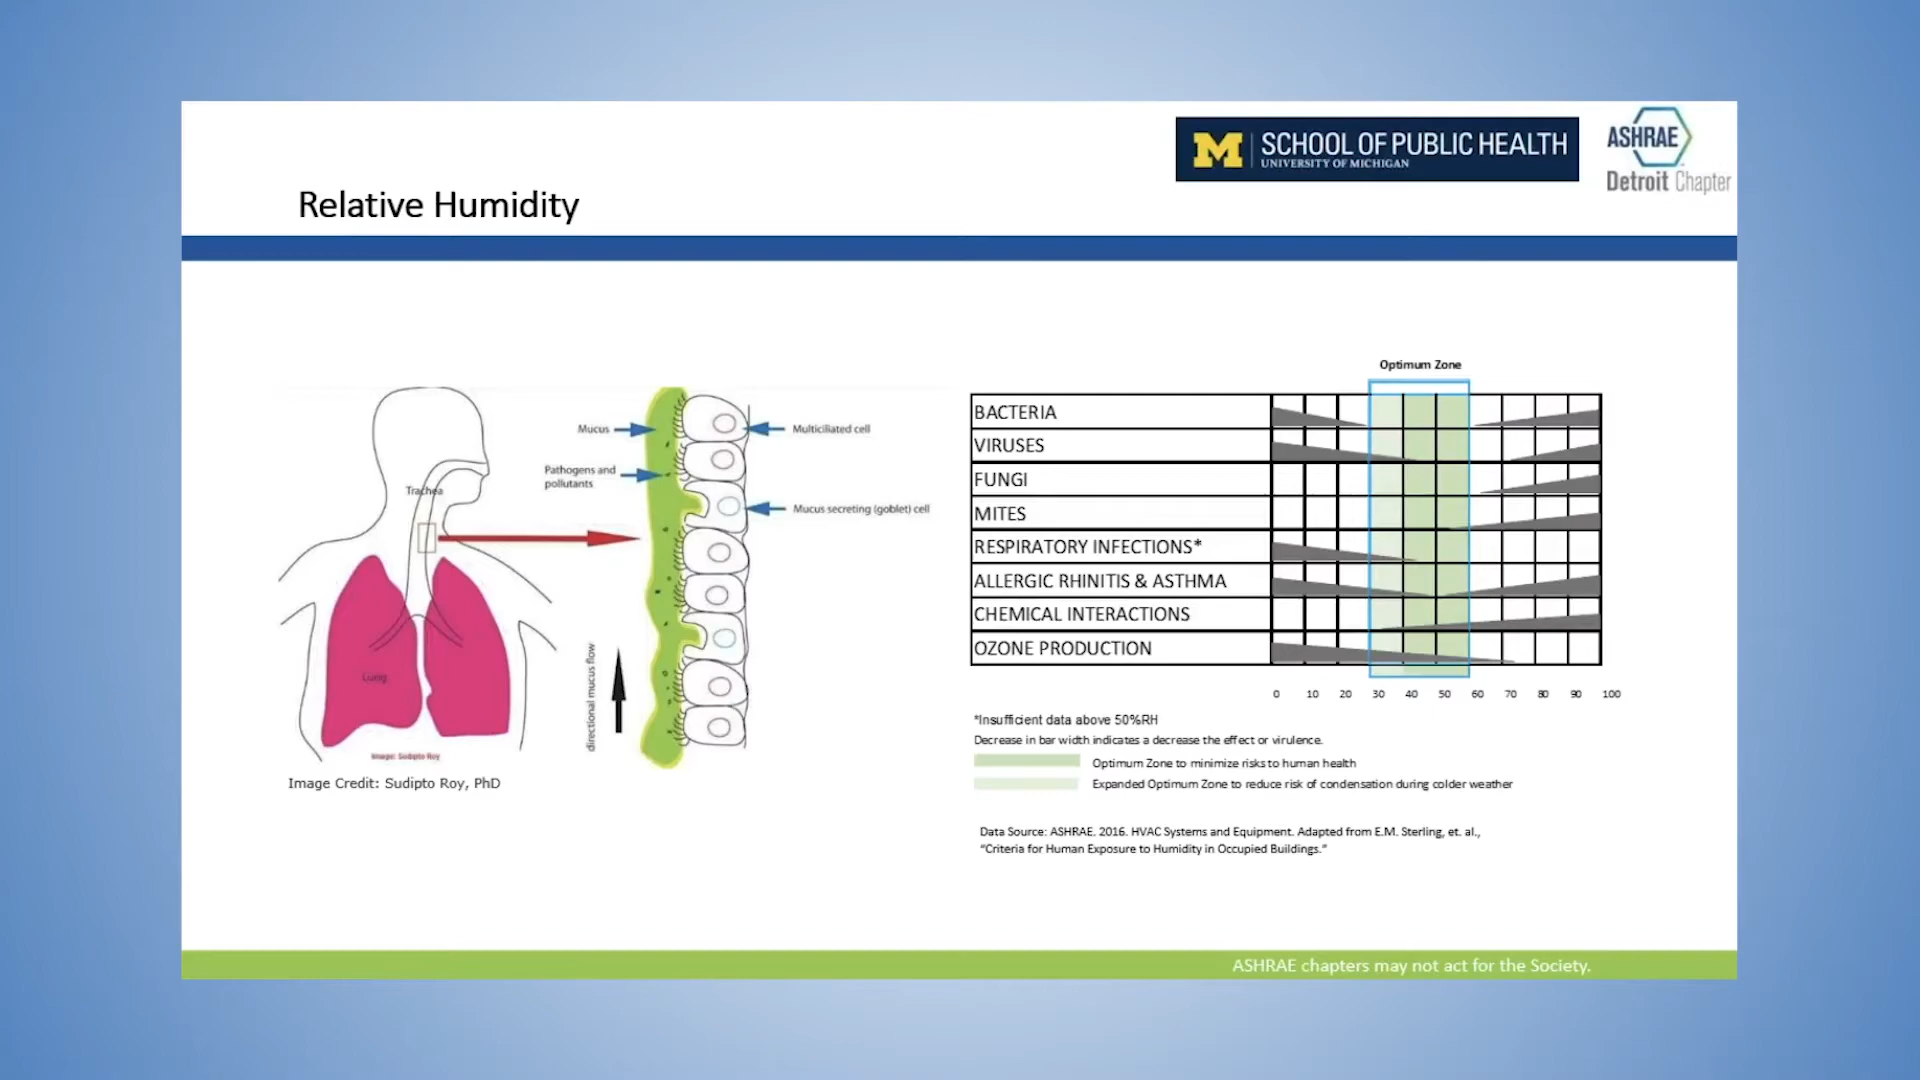 M SCHOOL OF PUBLIC HEALTH
UNIVERSITY OF MICHIGAN
ASHRAE
Detroit Chapter
Relative Humidity
Trachea
Lung
Image: Sudipto Roy
Image Credit: Sudipto Roy, PhD
Mucus
Pathogens and
pollutants
directional mucus flow
Multiciliated cell
Mucus secreting (goblet) cell
Optimum Zone
BACTERIA
VIRUSES
FUNGI
MITES
RESPIRATORY INFECTIONS*
ALLERGIC RHINITIS & ASTHMA
CHEMICAL INTERACTIONS
OZONE PRODUCTION
0 10 20 30 40 50 60 70 80 90 100
*Insufficient data above 50%RH
Decrease in bar width indicates a decrease the effect or virulence.
Optimum Zone to minimize risks to human health
Expanded Optimum Zone to reduce risk of condensation during colder weather
Data Source: ASHRAE. 2016. HVAC Systems and Equipment. Adapted from E.M. Sterling, et. al.,
"Criteria for Human Exposure to Humidity in Occupied Buildings."
ASHRAE chapters may not act for the Society.